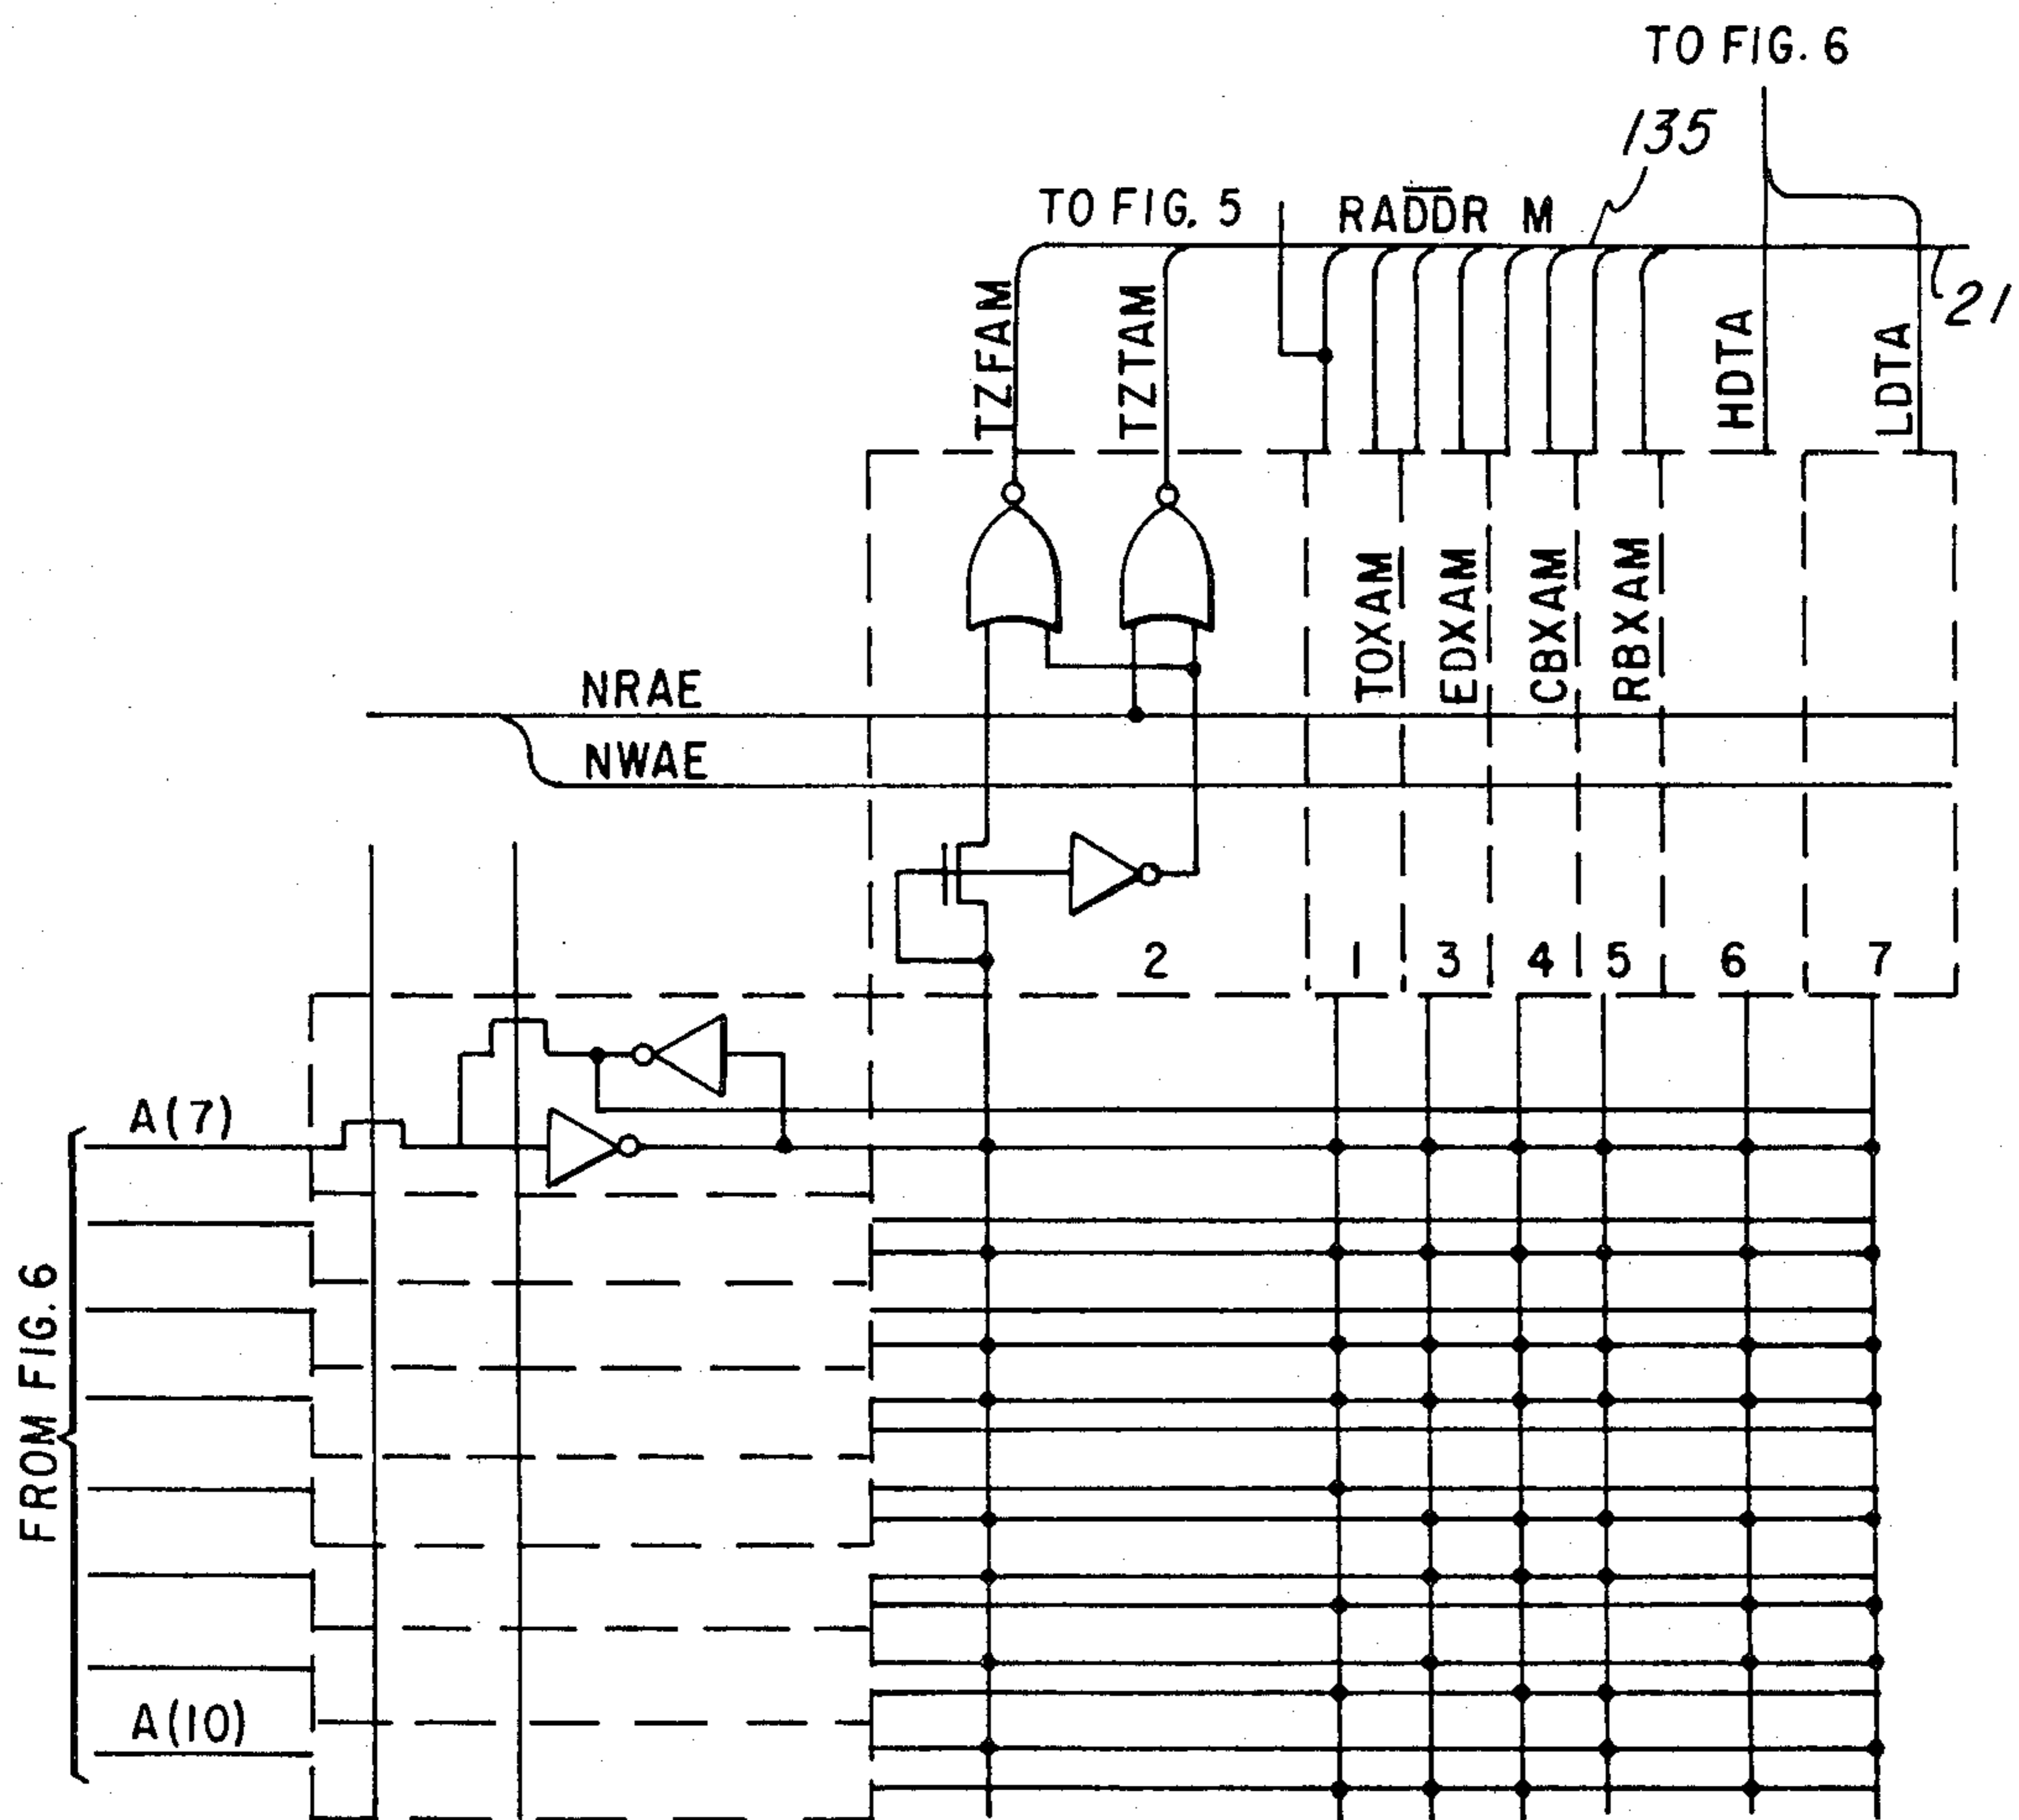 TO FIG. 6
135
TO FIG. 5
RADDR M
21
TZFAM
TZTAM
HDTA
LDTA
TOXAM
EDXAM
CBXAM
RBXAM
NRAE
NWAE
2
1
3
4
5
6
7
A(7)
FROM FIG. 6
A(10)